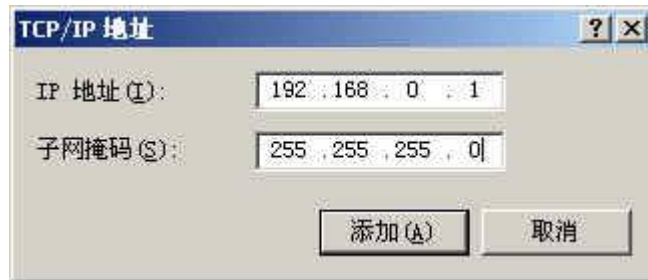 TCP/IP 地址
IP 地址(I):
192 .168 . 0 . 1
子网掩码(S):
255 .255 .255 . 0
添加(A) 取消